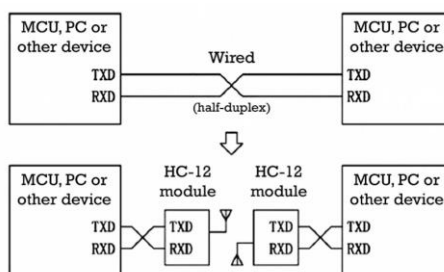 MCU, PC or
other device
TXD
RXD
Wired
(half-duplex)
MCU, PC or
other device
TXD
RXD
MCU, PC or
other device
TXD
RXD
HC-12
module
TXD
RXD
HC-12
module
TXD
RXD
MCU, PC or
other device
TXD
RXD